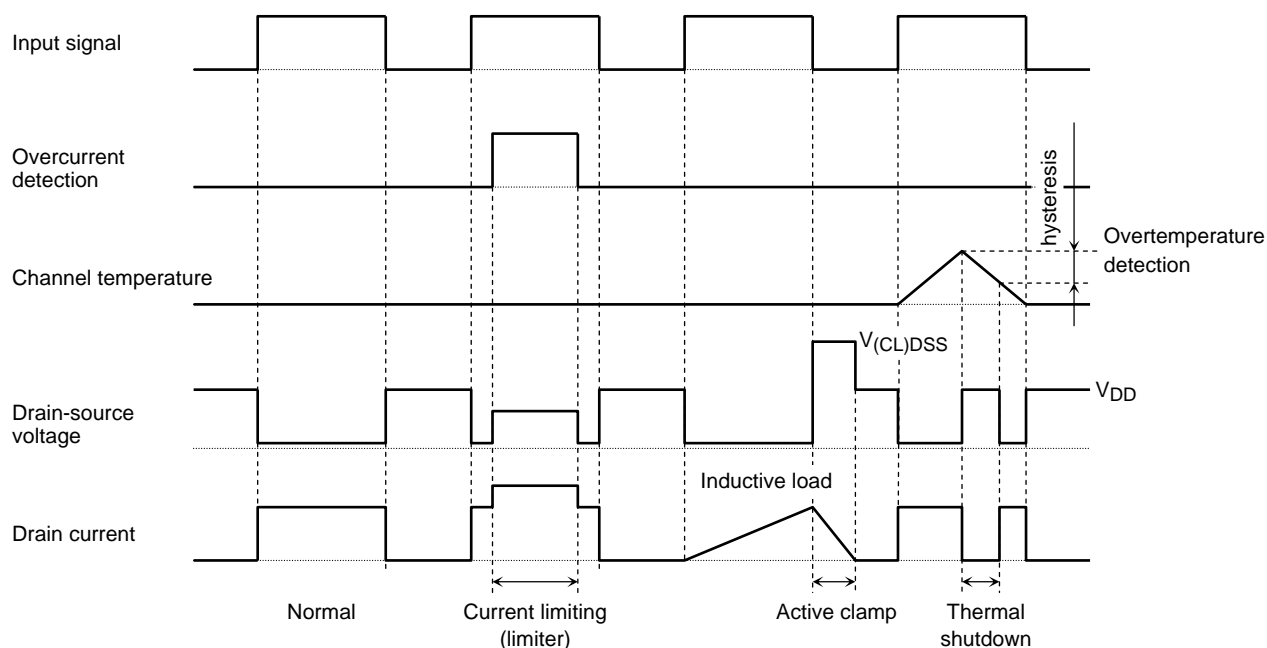 Input signal
Overcurrent
detection
hysteresis
Overtemperature
detection
Channel temperature
V(CL)DSS
VDD
Drain-source
voltage
Inductive load
Drain current
Normal
Current limiting
(limiter)
Active clamp
Thermal
shutdown